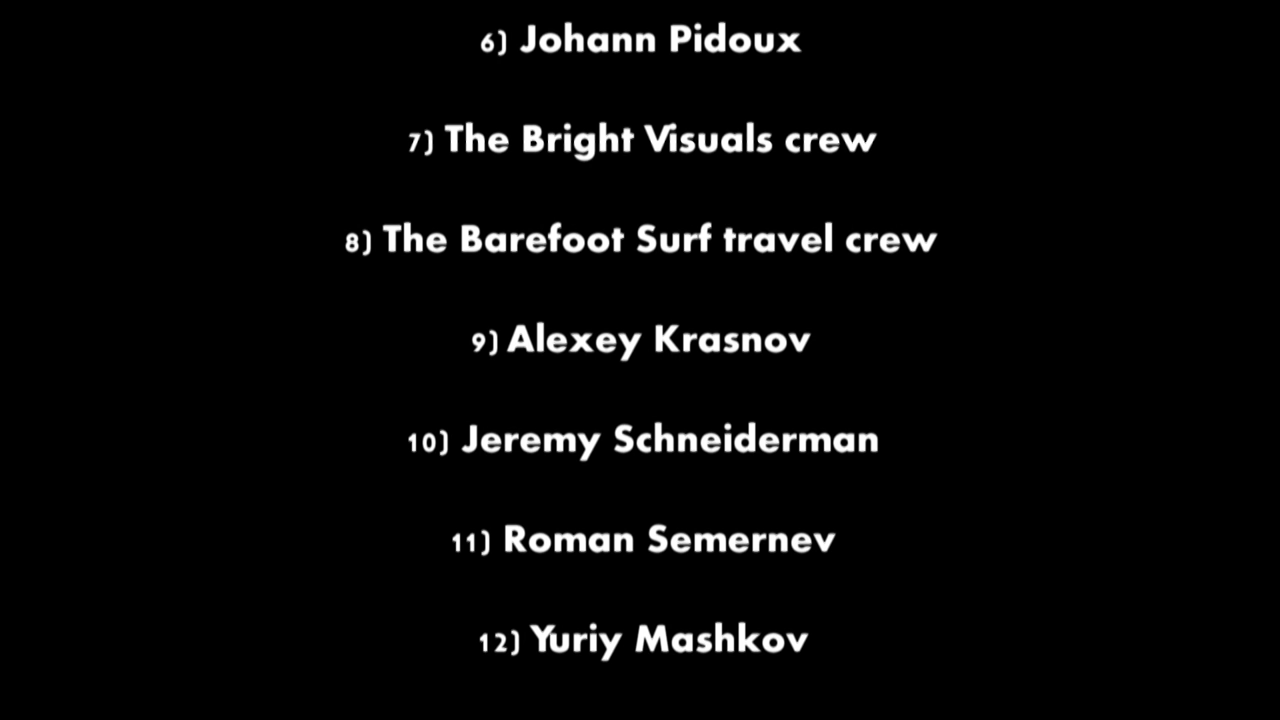 6) Johann Pidoux
7) The Bright Visuals crew
8) The Barefoot Surf travel crew
9) Alexey Krasnov
10) Jeremy Schneiderman
11) Roman Semernev
12) Yuriy Mashkov